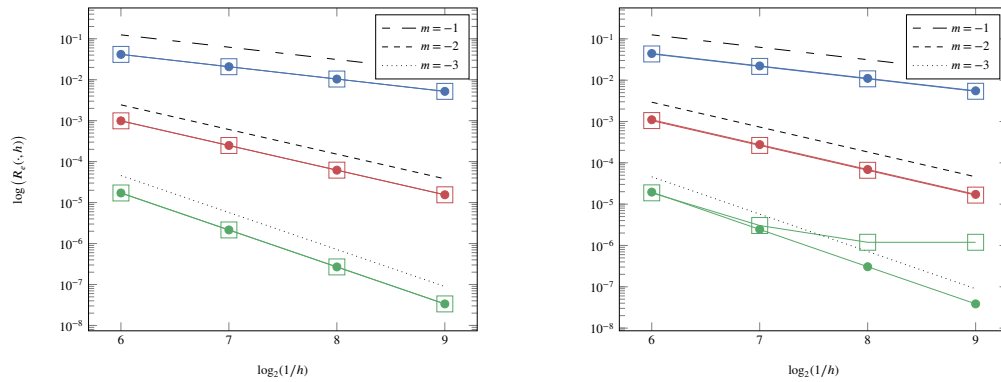 10⁻¹
10⁻²
10⁻³
10⁻⁴
10⁻⁵
10⁻⁶
10⁻⁷
10⁻⁸
log (R_e(·, h))
6 7 8 9
log₂(1/h)
m = −1
m = −2
m = −3
10⁻¹
10⁻²
10⁻³
10⁻⁴
10⁻⁵
10⁻⁶
10⁻⁷
10⁻⁸
6 7 8 9
log₂(1/h)
m = −1
m = −2
m = −3